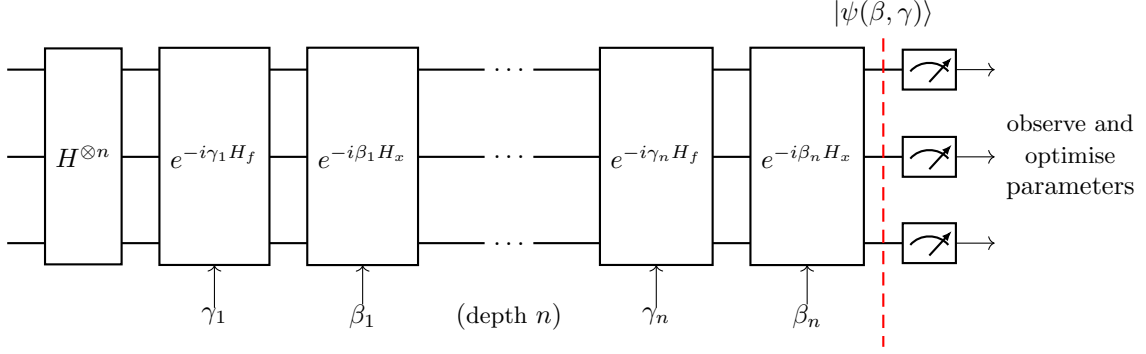 |ψ(β, γ)⟩
H^{⊗n}
e^{-iγ_1 H_f}
e^{-iβ_1 H_x}
· · ·
e^{-iγ_n H_f}
e^{-iβ_n H_x}
· · ·
· · ·
observe and
optimise
parameters
γ_1
β_1
(depth n)
γ_n
β_n